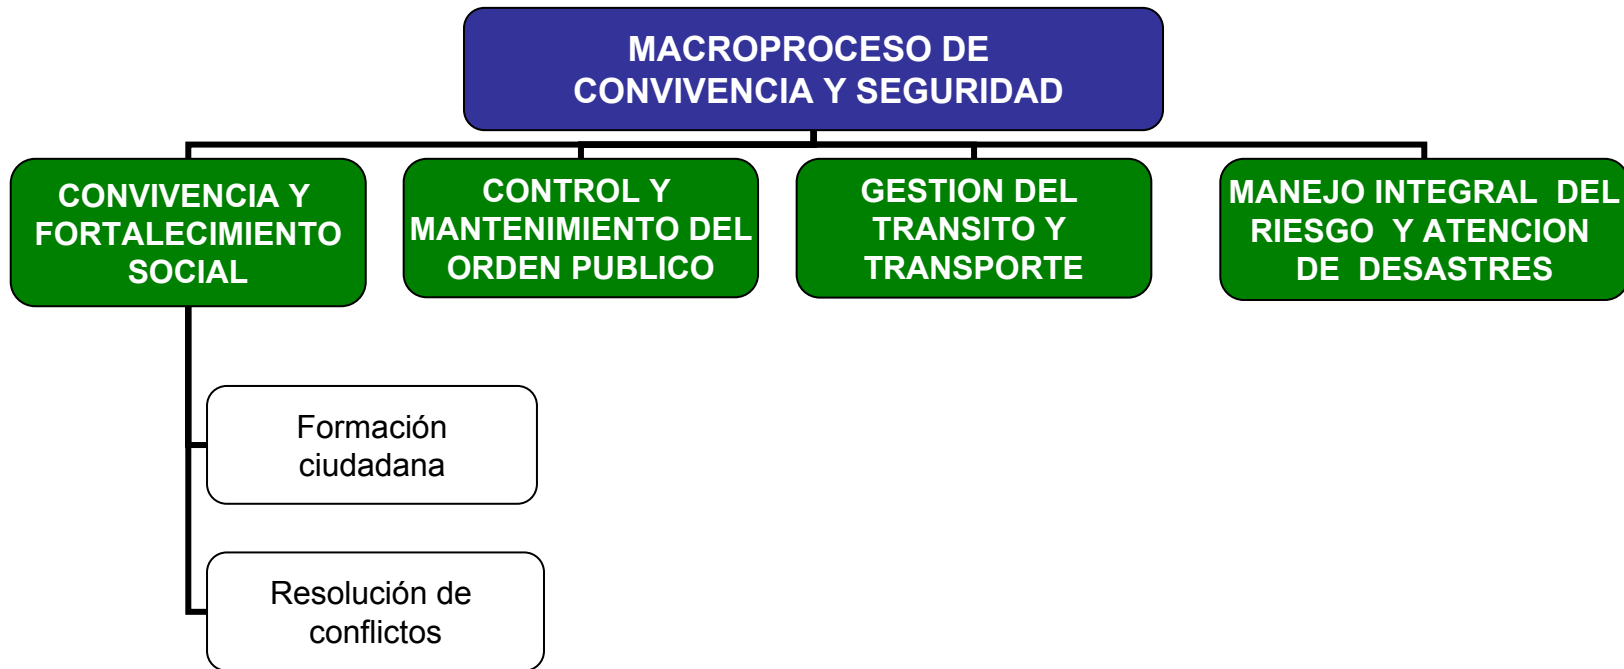 MACROPROCESO DE
CONVIVENCIA Y SEGURIDAD
CONVIVENCIA Y
FORTALECIMIENTO
SOCIAL
CONTROL Y
MANTENIMIENTO DEL
ORDEN PUBLICO
GESTION DEL
TRANSITO Y
TRANSPORTE
MANEJO INTEGRAL DEL
RIESGO Y ATENCION
DE DESASTRES
Formación
ciudadana
Resolución de
conflictos